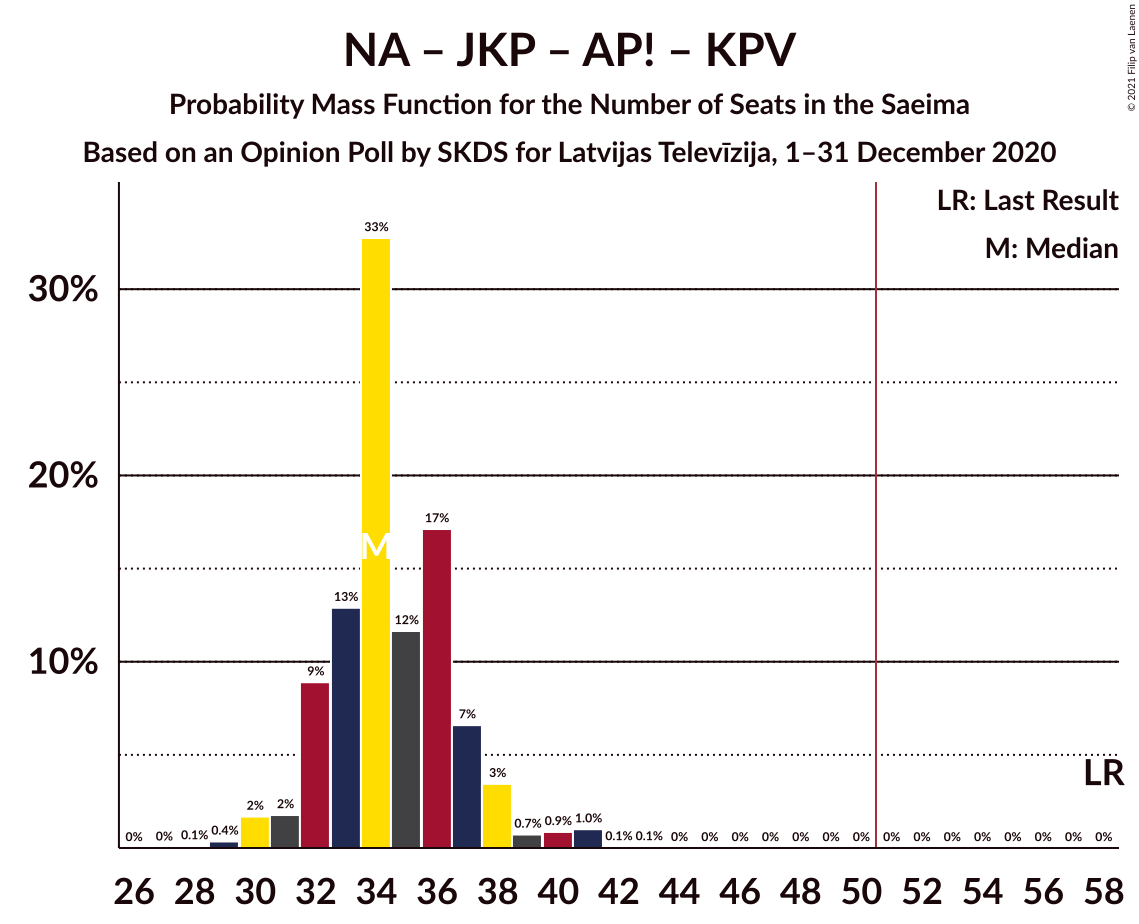 NA – JKP – AP! – KPV
Probability Mass Function for the Number of Seats in the Saeima
Based on an Opinion Poll by SKDS for Latvijas Televīzija, 1–31 December 2020
© 2021 Filip van Laenen
LR: Last Result
M: Median
30%
20%
10%
0% 0% 0.1% 0.4% 2% 2% 9% 13% 33% 12% 17% 7% 3% 0.7% 0.9% 1.0% 0.1% 0.1% 0% 0% 0% 0% 0% 0% 0% 0% 0% 0% 0% 0% 0% 0% 0%
M
LR
26 28 30 32 34 36 38 40 42 44 46 48 50 52 54 56 58